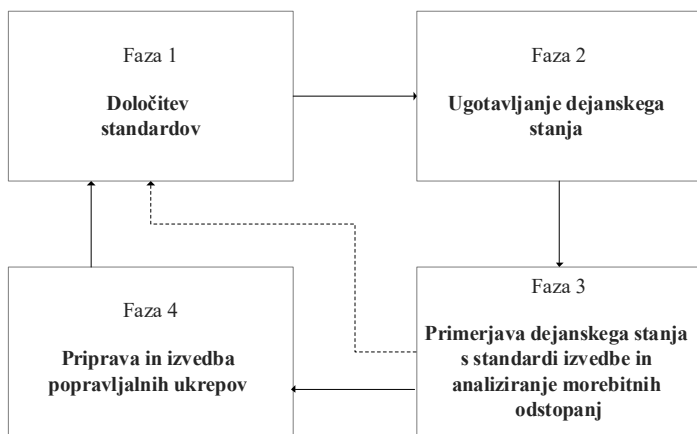 Faza 1
Določitev
standardov
Faza 2
Ugotavljanje dejanskega
stanja
Faza 4
Priprava in izvedba
popravljalnih ukrepov
Faza 3
Primerjava dejanskega stanja
s standardi izvedbe in
analiziranje morebitnih
odstopanj